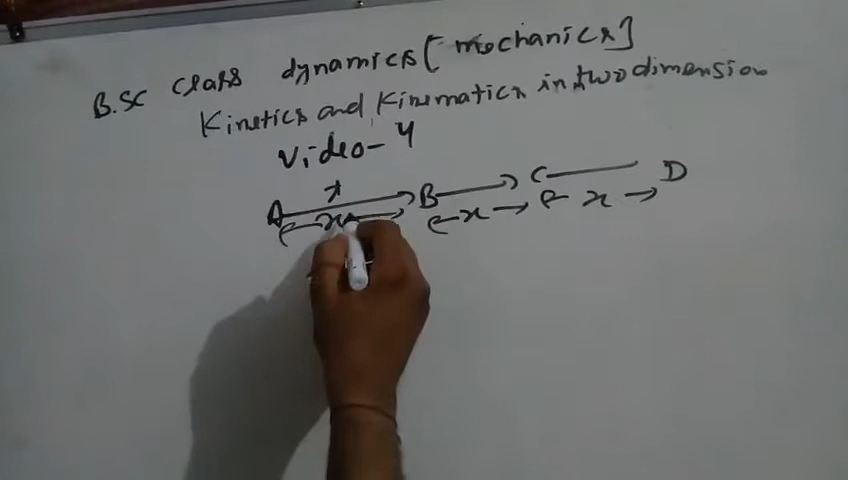 B.SC class dynamics [mechanics]
Kinetics and Kinematics in two dimension
Video-4
A B C D
x x x